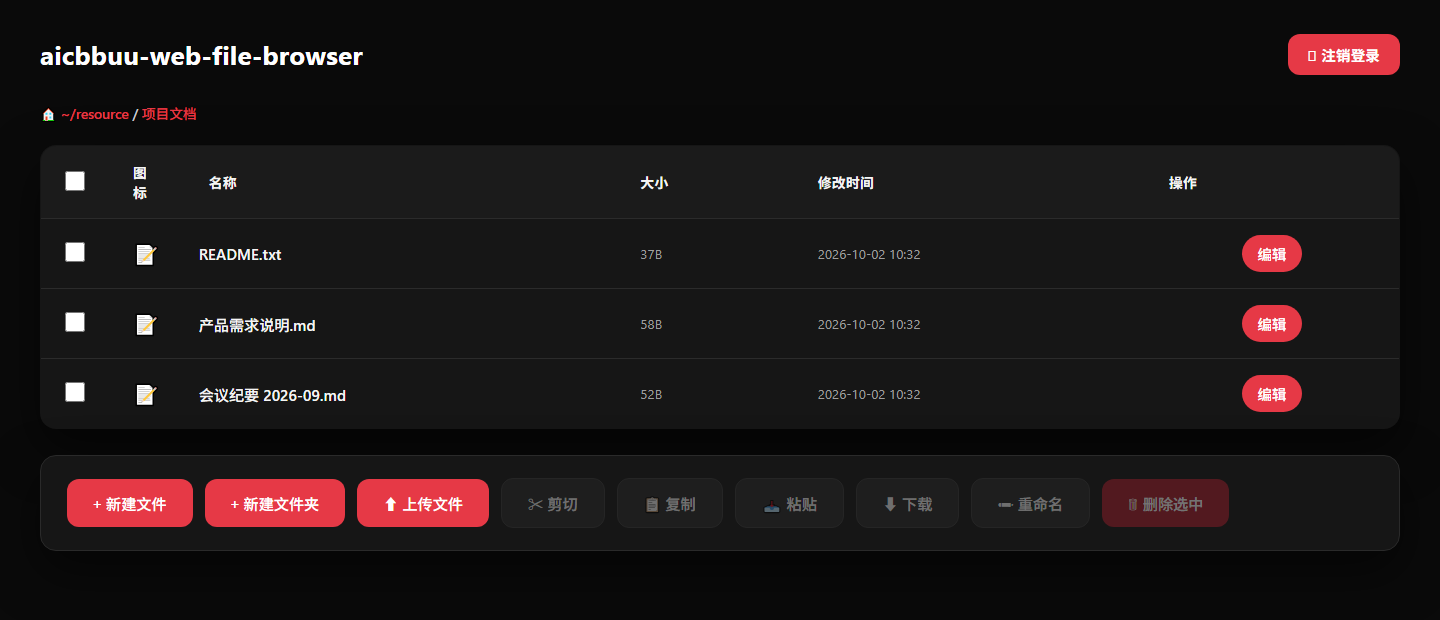 aicbbuu-web-file-browser
注销登录
~/resource / 项目文档
图标 名称 大小 修改时间 操作
README.txt 37B 2026-10-02 10:32 编辑
产品需求说明.md 58B 2026-10-02 10:32 编辑
会议纪要 2026-09.md 52B 2026-10-02 10:32 编辑
+ 新建文件 + 新建文件夹 上传文件 剪切 复制 粘贴 下载 重命名 删除选中